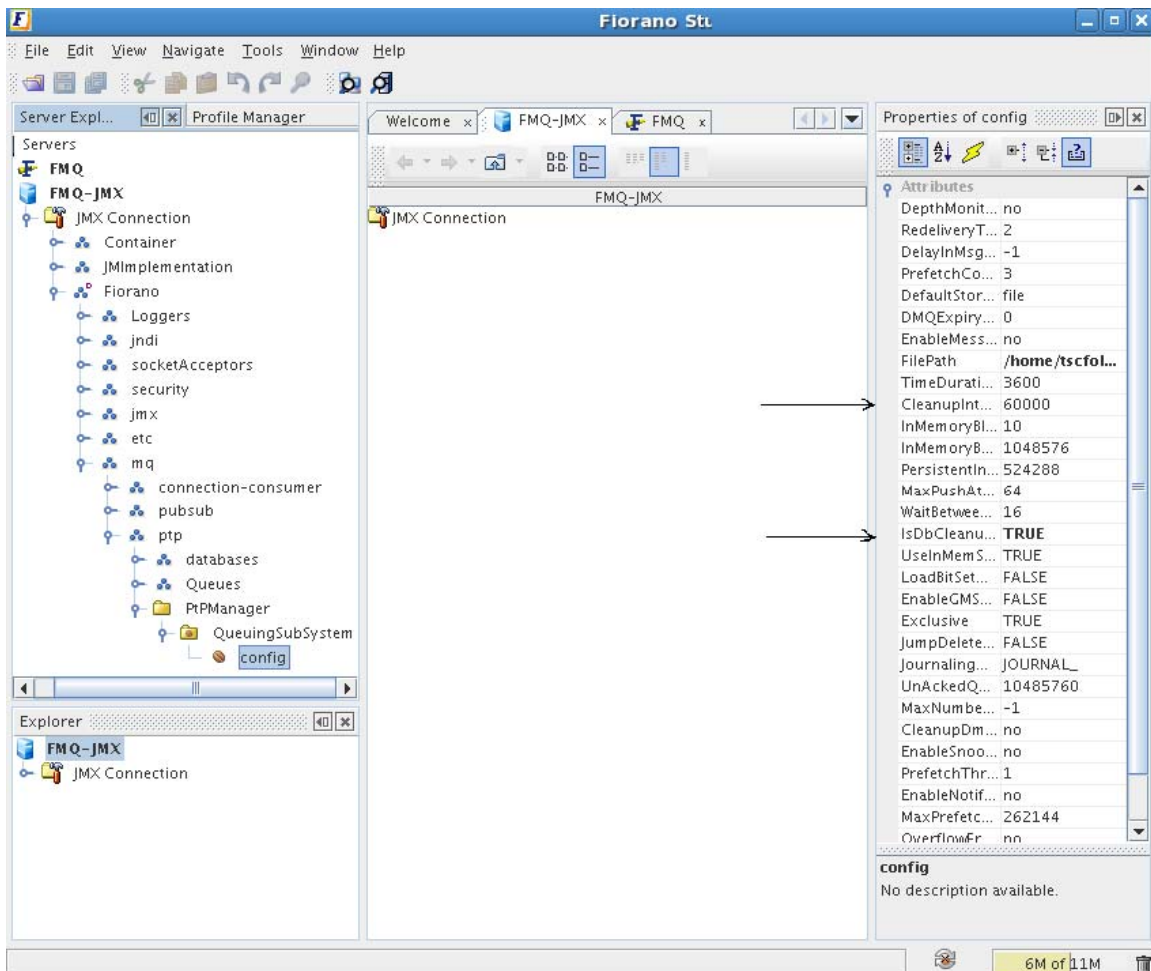 Fiorano Stu
File Edit View Navigate Tools Window Help
Server Expl...
Profile Manager
Servers
FMQ
FMQ-JMX
JMX Connection
Container
JMImplementation
Fiorano
Loggers
jndi
socketAcceptors
security
jmx
etc
mq
connection-consumer
pubsub
ptp
databases
Queues
PtPManager
QueuingSubSystem
config
Explorer
FMQ-JMX
JMX Connection
Welcome
FMQ-JMX
FMQ
FMQ-JMX
JMX Connection
Properties of config
Attributes
DepthMonit... no
RedeliveryT... 2
DelayInMsg... -1
PrefetchCo... 3
DefaultStor... file
DMQExpiry... 0
EnableMess... no
FilePath /home/tscfol...
TimeDurati... 3600
CleanupInt... 60000
InMemoryBl... 10
InMemoryB... 1048576
PersistentIn... 524288
MaxPushAt... 64
WaitBetwee... 16
IsDbCleanu... TRUE
UseInMemS... TRUE
LoadBitSet... FALSE
EnableGMS... FALSE
Exclusive TRUE
JumpDelete... FALSE
Journaling... JOURNAL_
UnAckedQ... 10485760
MaxNumbe... -1
CleanupDm... no
EnableSnoo... no
PrefetchThr... 1
EnableNotif... no
MaxPrefetc... 262144
OverflowFr... no
config
No description available.
6M of 11M